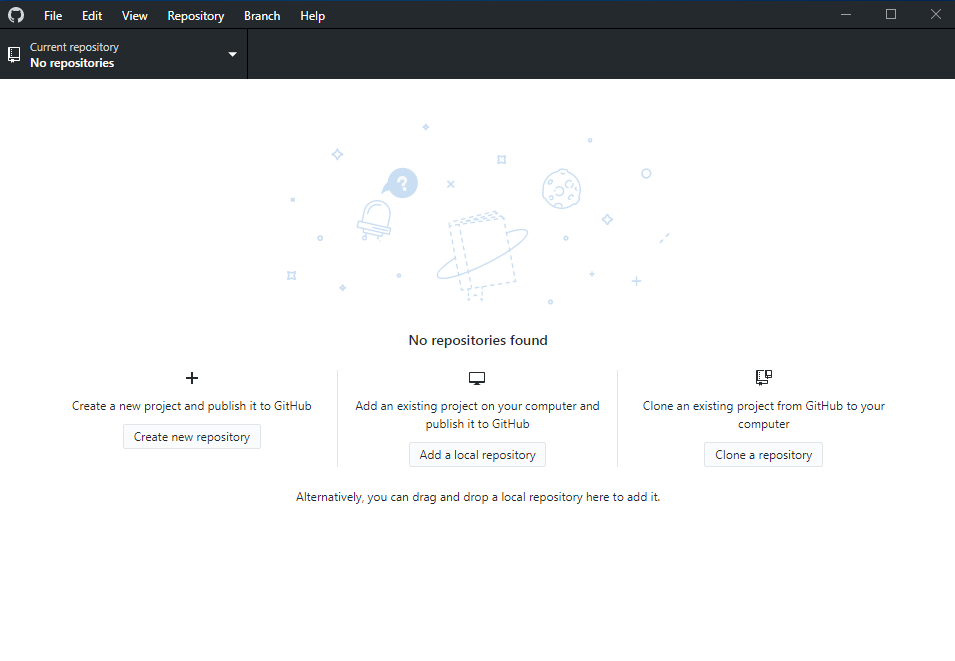 File Edit View Repository Branch Help
Current repository
No repositories
?
No repositories found
Create a new project and publish it to GitHub
Create new repository
Add an existing project on your computer and
publish it to GitHub
Add a local repository
Clone an existing project from GitHub to your
computer
Clone a repository
Alternatively, you can drag and drop a local repository here to add it.